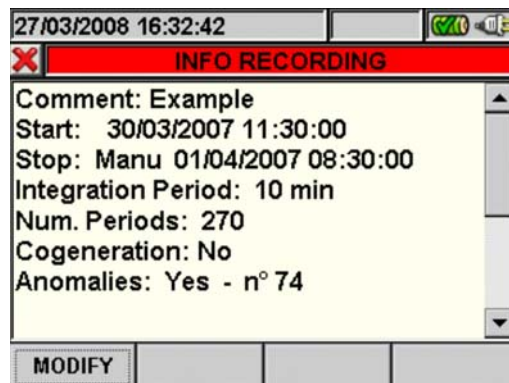 27/03/2008 16:32:42
INFO RECORDING
Comment: Example
Start: 30/03/2007 11:30:00
Stop: Manu 01/04/2007 08:30:00
Integration Period: 10 min
Num. Periods: 270
Cogeneration: No
Anomalies: Yes - n° 74
MODIFY